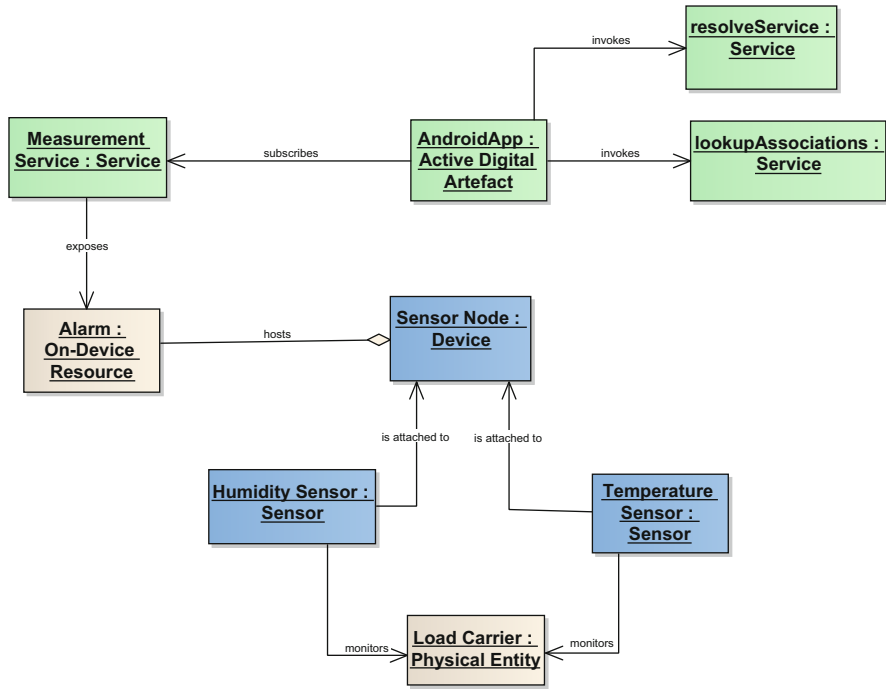 resolveService :
Service
invokes
Measurement
Service : Service
subscribes
AndroidApp :
Active Digital
Artefact
invokes
lookupAssociations :
Service
exposes
Alarm :
On-Device
Resource
hosts
Sensor Node :
Device
is attached to
is attached to
Humidity Sensor :
Sensor
Temperature
Sensor :
Sensor
monitors
Load Carrier :
Physical Entity
monitors